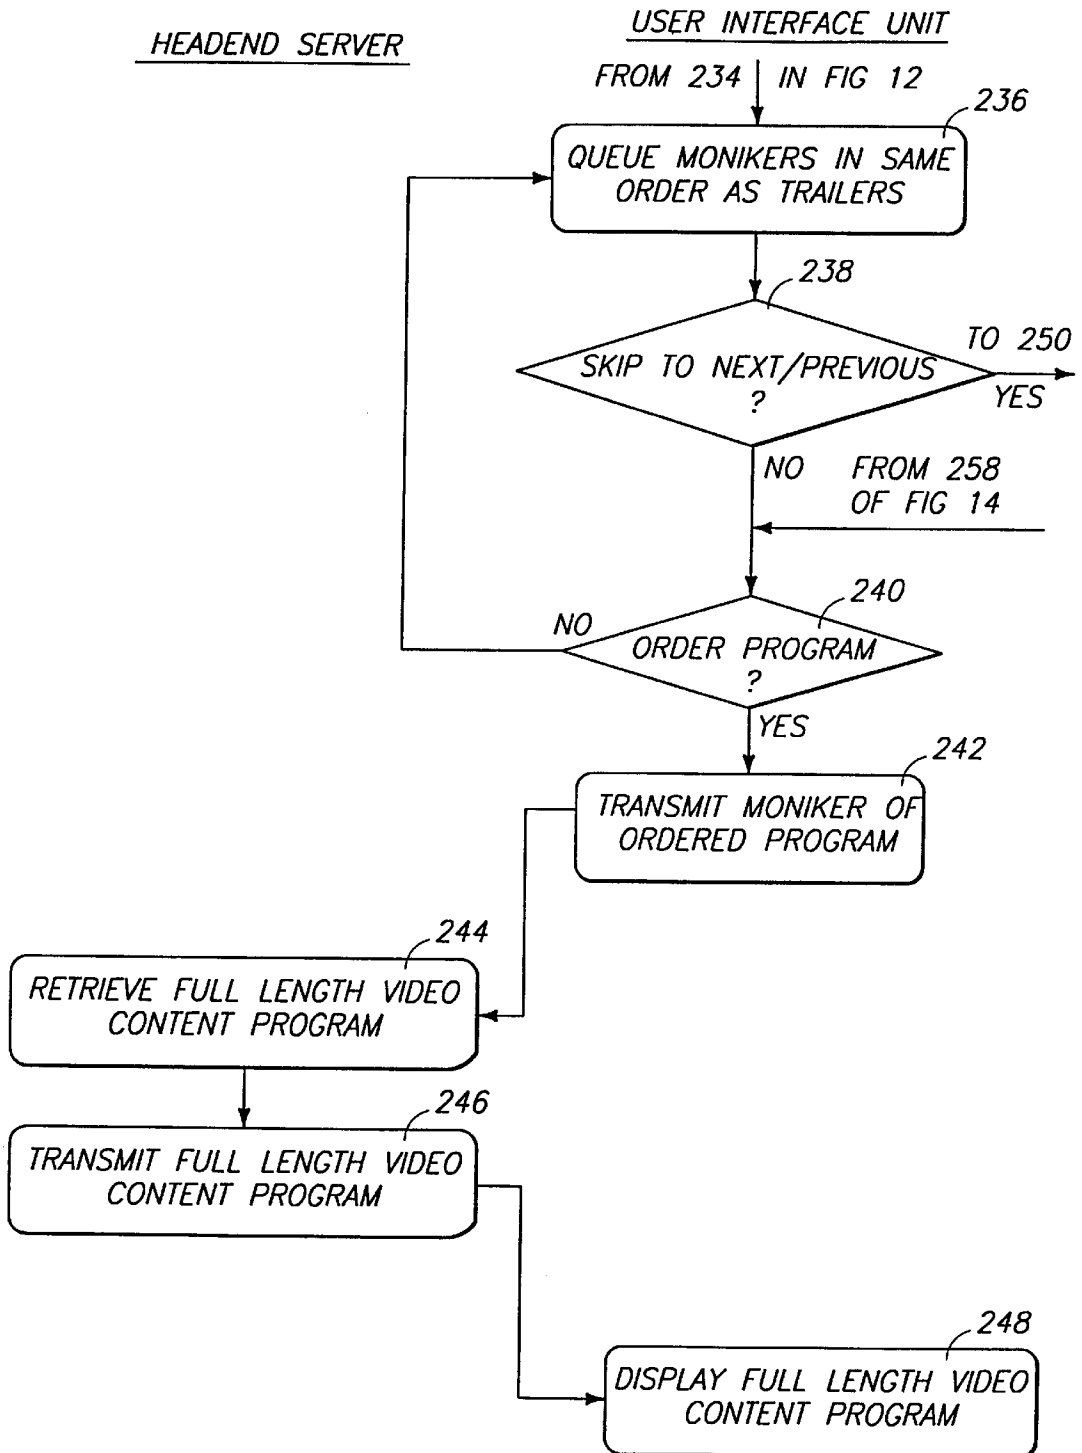 HEADEND SERVER
USER INTERFACE UNIT
FROM 234 IN FIG 12
236
QUEUE MONIKERS IN SAME
ORDER AS TRAILERS
238
SKIP TO NEXT/PREVIOUS
?
TO 250
YES
NO
FROM 258
OF FIG 14
240
NO
ORDER PROGRAM
?
YES
242
TRANSMIT MONIKER OF
ORDERED PROGRAM
244
RETRIEVE FULL LENGTH VIDEO
CONTENT PROGRAM
246
TRANSMIT FULL LENGTH VIDEO
CONTENT PROGRAM
248
DISPLAY FULL LENGTH VIDEO
CONTENT PROGRAM